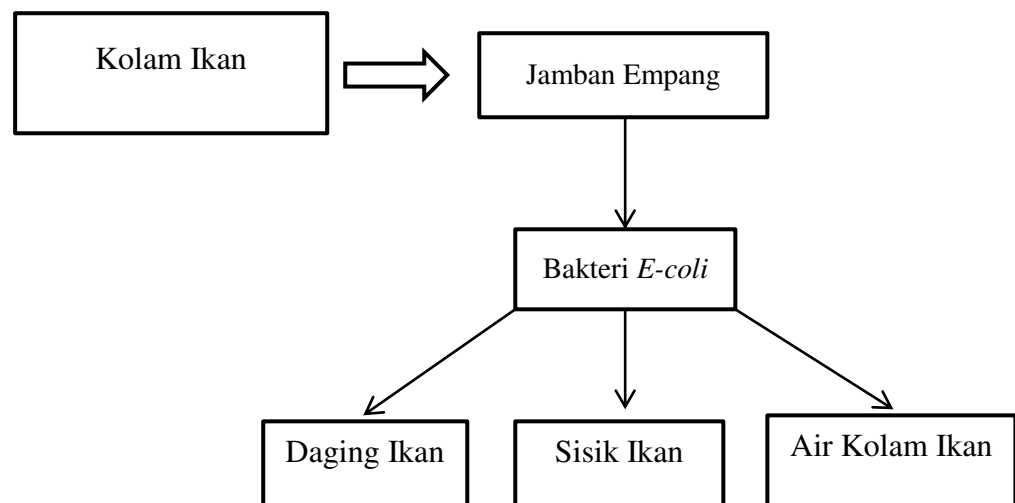 Kolam Ikan
Jamban Empang
Bakteri E-coli
Daging Ikan
Sisik Ikan
Air Kolam Ikan